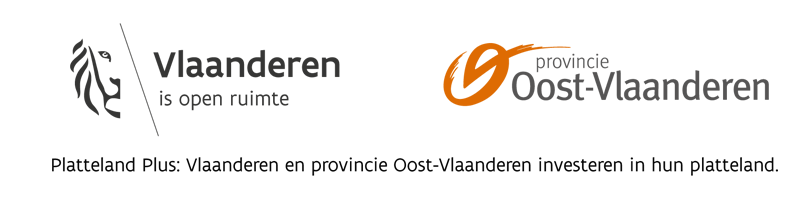 Vlaanderen
is open ruimte
provincie
Oost-Vlaanderen
Platteland Plus: Vlaanderen en provincie Oost-Vlaanderen investeren in hun platteland.